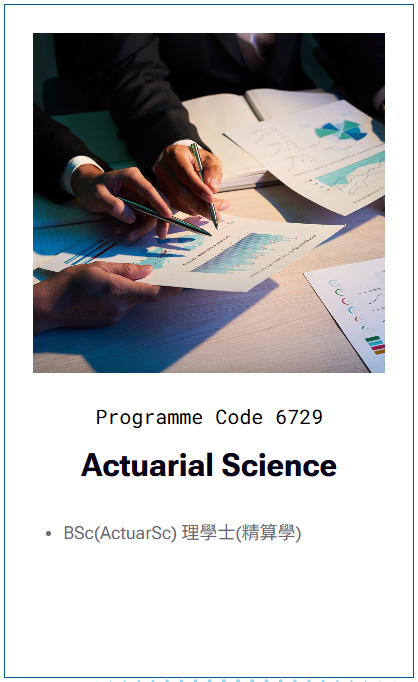 Programme Code 6729
Actuarial Science
• BSc(ActuarSc) 理學士(精算學)